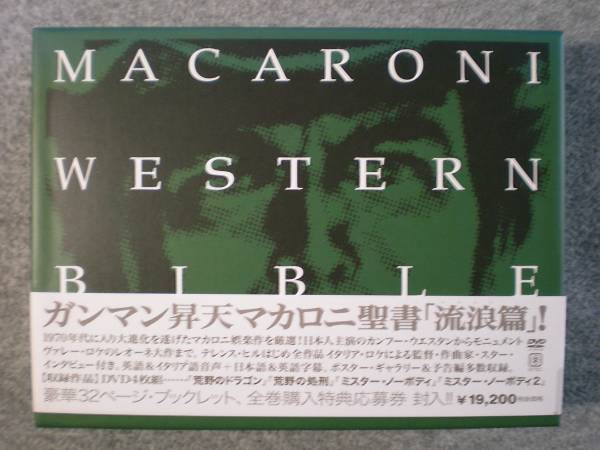 MACARONI
WESTERN
BIBLE
ガンマン昇天マカロニ聖書「流浪篇」!
1970年代に入り大進化を遂げたマカロニ娯楽作を厳選!日本人主演のカンフー・ウエスタンからモニュメント
ヴァレー・ロケのレオーネ大作まで、テレンス・ヒルはじめ全作品イタリア・ロケによる監督・作曲家・スター・
インタビュー付き。英語&イタリア語音声+日本語&英語字幕。ポスター・ギャラリー&予告編多数収録。
【収録作品】DVD4枚組……「荒野のドラゴン」「荒野の処刑」「ミスター・ノーボディ」「ミスター・ノーボディ2」
豪華32ページ・ブックレット、全巻購入特典応募券 封入!! ¥19,200
DVD